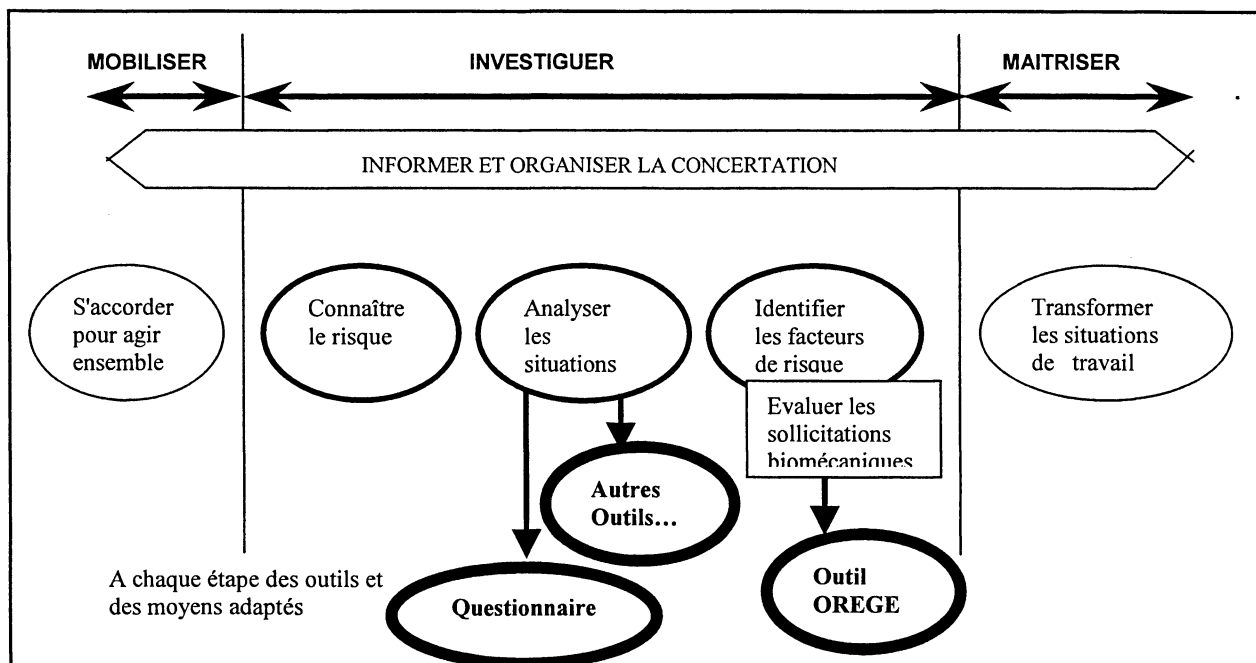 MOBILISER
INVESTIGUER
MAITRISER
INFORMER ET ORGANISER LA CONCERTATION
S'accorder
pour agir
ensemble
Connaître
le risque
Analyser
les
situations
Identifier
les facteurs
de risque
Transformer
les situations
de travail
Evaluer les
sollicitations
biomécaniques
Autres
Outils...
A chaque étape des outils et
des moyens adaptés
Questionnaire
Outil
OREGE